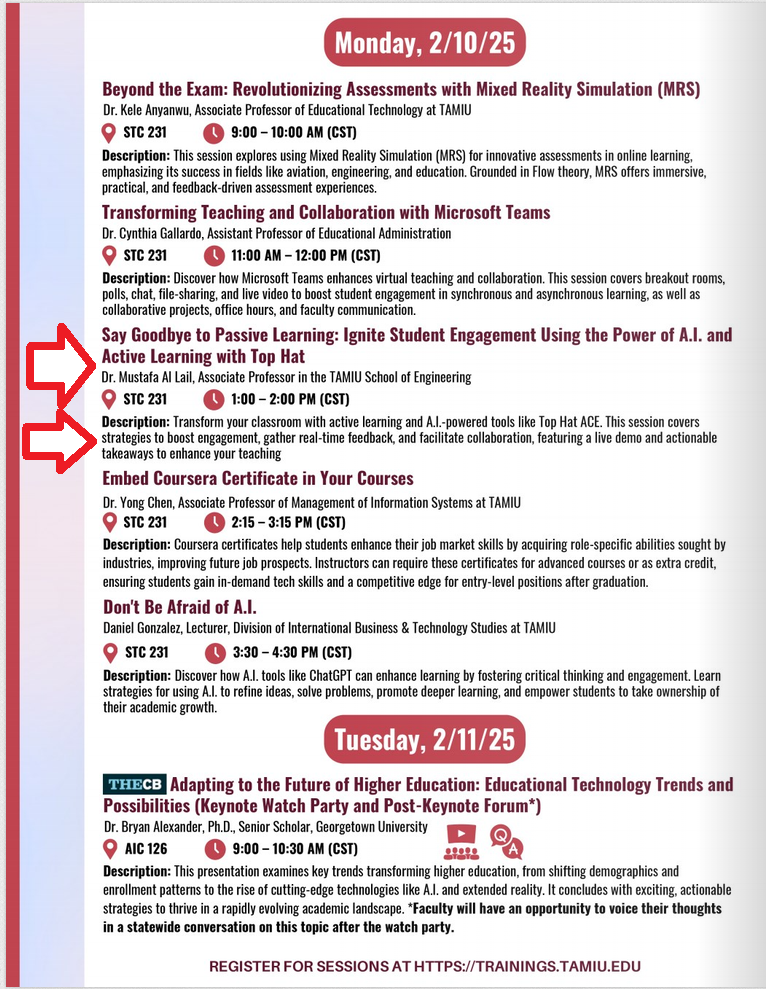 Monday, 2/10/25
Beyond the Exam: Revolutionizing Assessments with Mixed Reality Simulation (MRS)
Dr. Kele Anyanwu, Associate Professor of Educational Technology at TAMIU
STC 231 9:00 – 10:00 AM (CST)
Description: This session explores using Mixed Reality Simulation (MRS) for innovative assessments in online learning,
emphasizing its success in fields like aviation, engineering, and education. Grounded in Flow theory, MRS offers immersive,
practical, and feedback-driven assessment experiences.
Transforming Teaching and Collaboration with Microsoft Teams
Dr. Cynthia Gallardo, Assistant Professor of Educational Administration
STC 231 11:00 AM – 12:00 PM (CST)
Description: Discover how Microsoft Teams enhances virtual teaching and collaboration. This session covers breakout rooms,
polls, chat, file-sharing, and live video to boost student engagement in synchronous and asynchronous learning, as well as
collaborative projects, office hours, and faculty communication.
Say Goodbye to Passive Learning: Ignite Student Engagement Using the Power of A.I. and
Active Learning with Top Hat
Dr. Mustafa Al Lail, Associate Professor in the TAMIU School of Engineering
STC 231 1:00 – 2:00 PM (CST)
Description: Transform your classroom with active learning and A.I.-powered tools like Top Hat ACE. This session covers
strategies to boost engagement, gather real-time feedback, and facilitate collaboration, featuring a live demo and actionable
takeaways to enhance your teaching
Embed Coursera Certificate in Your Courses
Dr. Yong Chen, Associate Professor of Management of Information Systems at TAMIU
STC 231 2:15 – 3:15 PM (CST)
Description: Coursera certificates help students enhance their job market skills by acquiring role-specific abilities sought by
industries, improving future job prospects. Instructors can require these certificates for advanced courses or as extra credit,
ensuring students gain in-demand tech skills and a competitive edge for entry-level positions after graduation.
Don't Be Afraid of A.I.
Daniel Gonzalez, Lecturer, Division of International Business & Technology Studies at TAMIU
STC 231 3:30 – 4:30 PM (CST)
Description: Discover how A.I. tools like ChatGPT can enhance learning by fostering critical thinking and engagement. Learn
strategies for using A.I. to refine ideas, solve problems, promote deeper learning, and empower students to take ownership of
their academic growth.
Tuesday, 2/11/25
THECB Adapting to the Future of Higher Education: Educational Technology Trends and
Possibilities (Keynote Watch Party and Post-Keynote Forum*)
Dr. Bryan Alexander, Ph.D., Senior Scholar, Georgetown University
Q A
AIC 126 9:00 – 10:30 AM (CST)
Description: This presentation examines key trends transforming higher education, from shifting demographics and
enrollment patterns to the rise of cutting-edge technologies like A.I. and extended reality. It concludes with exciting, actionable
strategies to thrive in a rapidly evolving academic landscape. *Faculty will have an opportunity to voice their thoughts
in a statewide conversation on this topic after the watch party.
REGISTER FOR SESSIONS AT HTTPS://TRAININGS.TAMIU.EDU